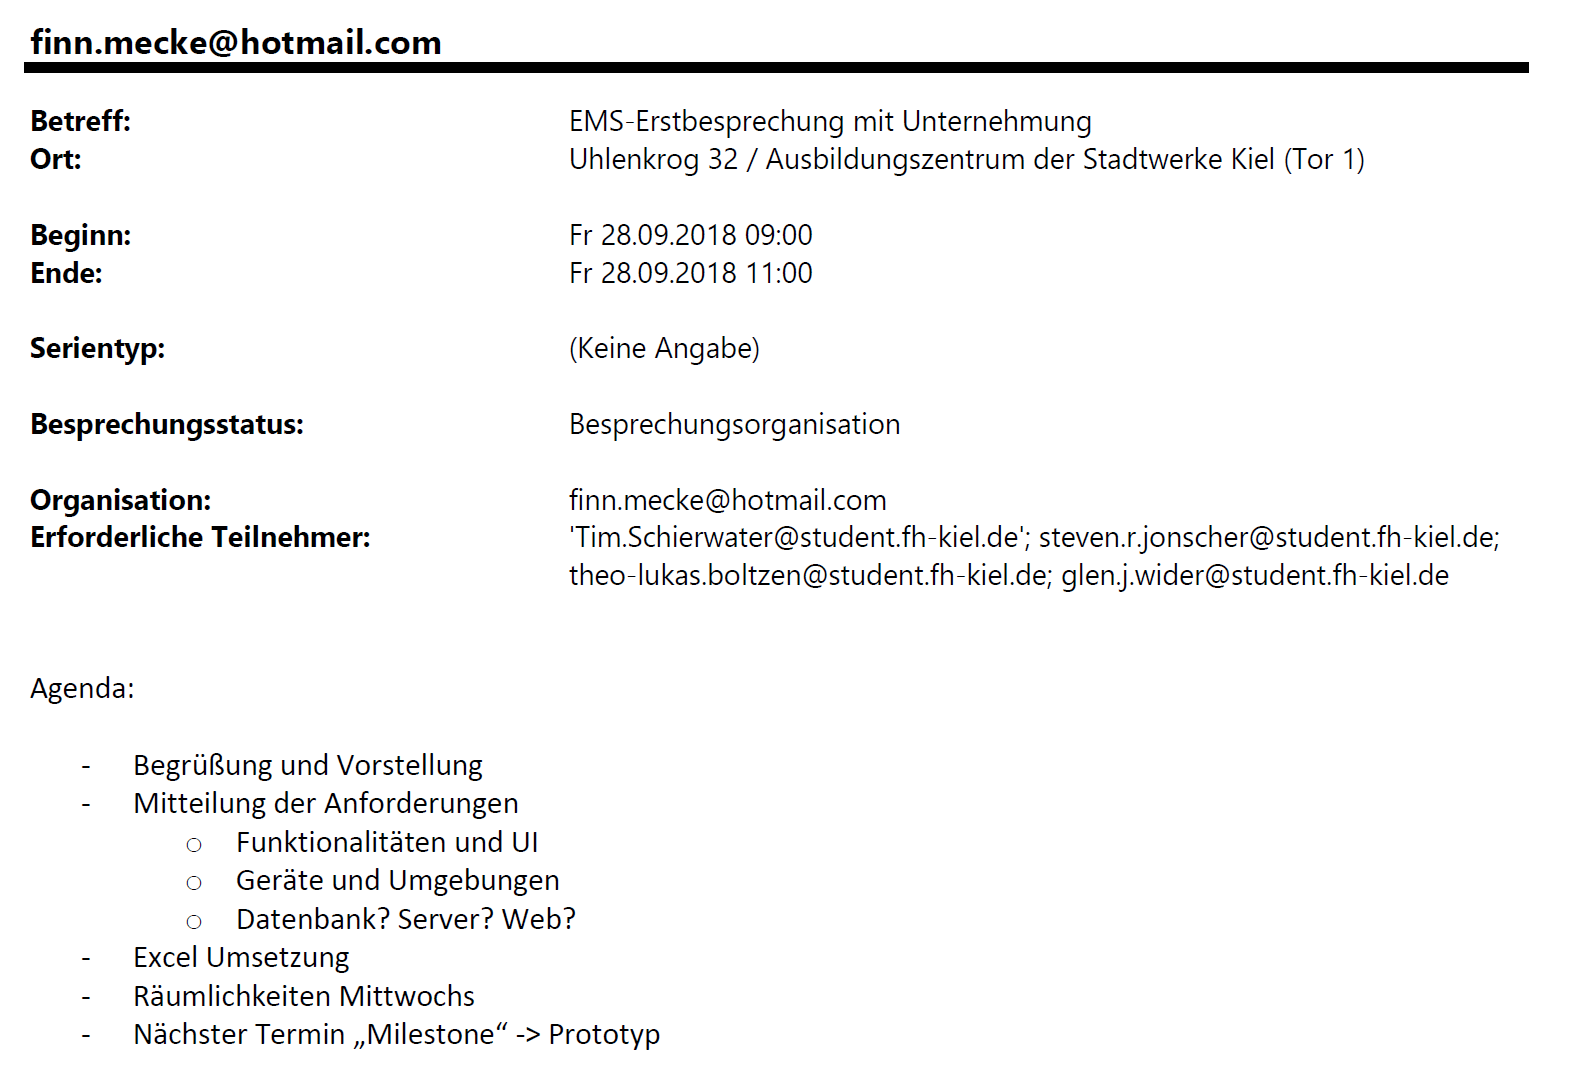 finn.mecke@hotmail.com
Betreff: EMS-Erstbesprechung mit Unternehmung
Ort: Uhlenkrog 32 / Ausbildungszentrum der Stadtwerke Kiel (Tor 1)
Beginn: Fr 28.09.2018 09:00
Ende: Fr 28.09.2018 11:00
Serientyp: (Keine Angabe)
Besprechungsstatus: Besprechungsorganisation
Organisation: finn.mecke@hotmail.com
Erforderliche Teilnehmer: 'Tim.Schierwater@student.fh-kiel.de'; steven.r.jonscher@student.fh-kiel.de;
theo-lukas.boltzen@student.fh-kiel.de; glen.j.wider@student.fh-kiel.de
Agenda:
- Begrüßung und Vorstellung
- Mitteilung der Anforderungen
o Funktionalitäten und UI
o Geräte und Umgebungen
o Datenbank? Server? Web?
- Excel Umsetzung
- Räumlichkeiten Mittwochs
- Nächster Termin „Milestone“ -> Prototyp